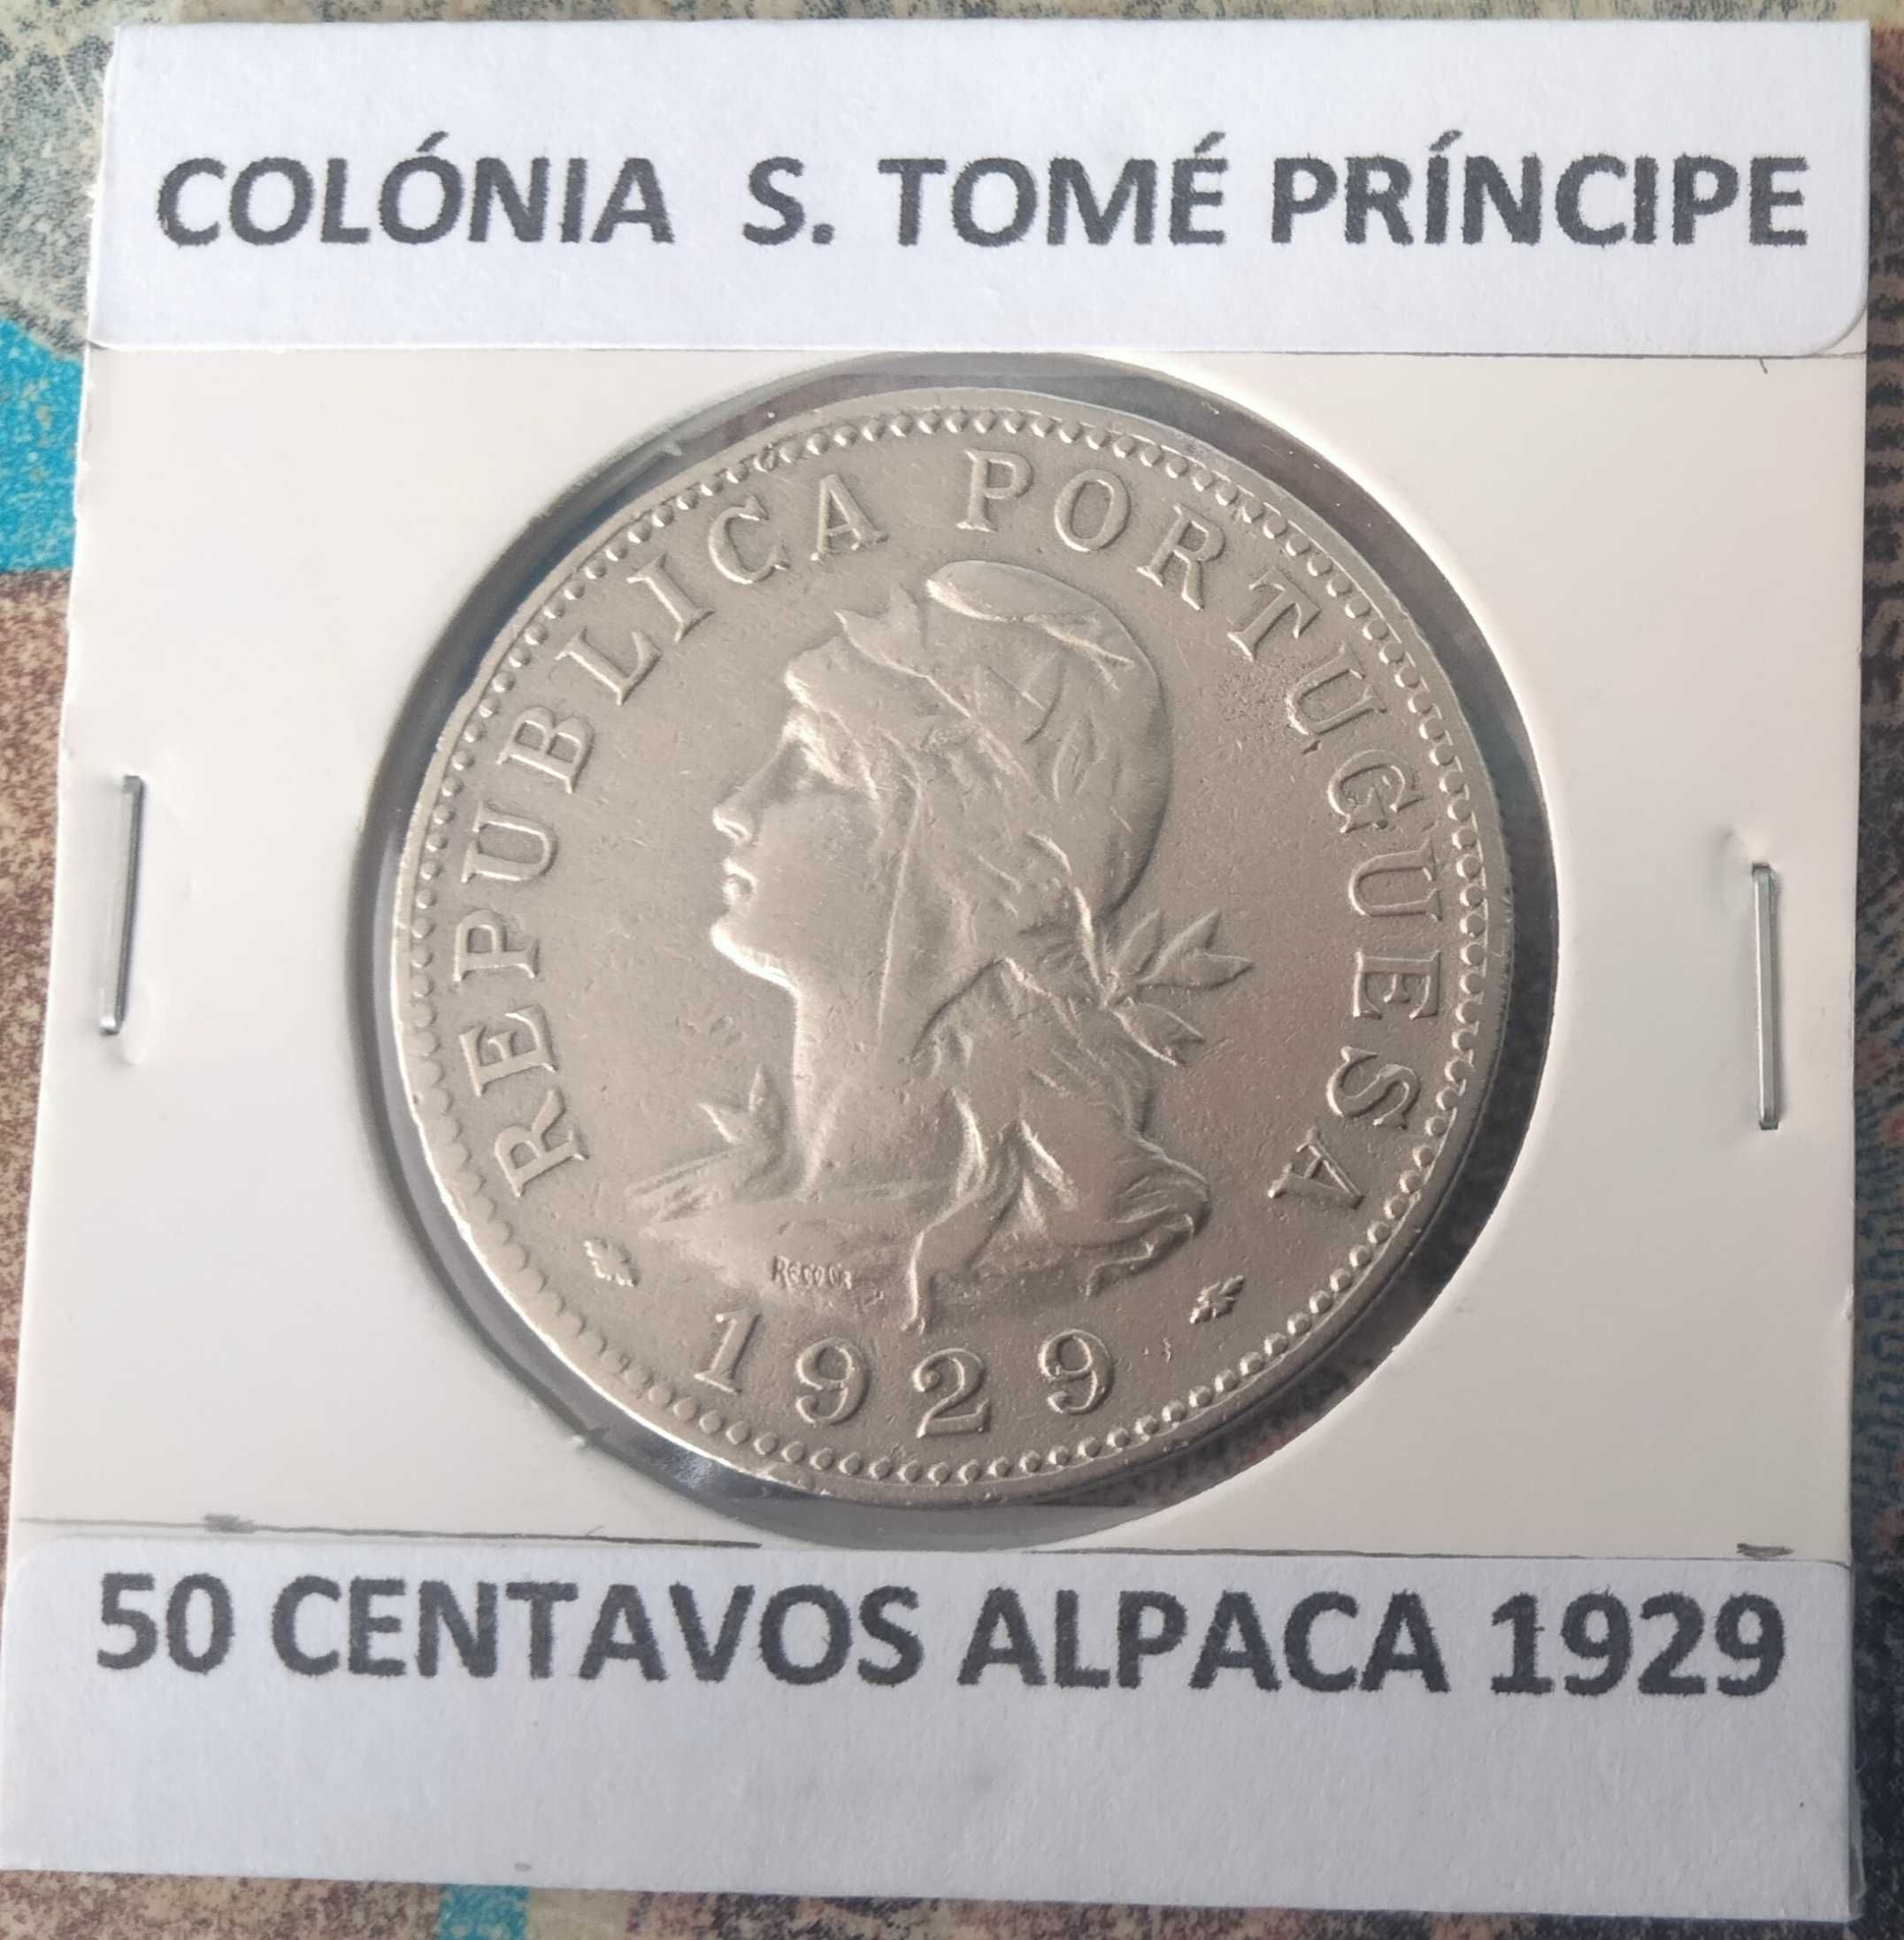 COLÓNIA S. TOMÉ PRÍNCIPE
REPUBLICA PORTUGUESA
1929
50 CENTAVOS ALPACA 1929